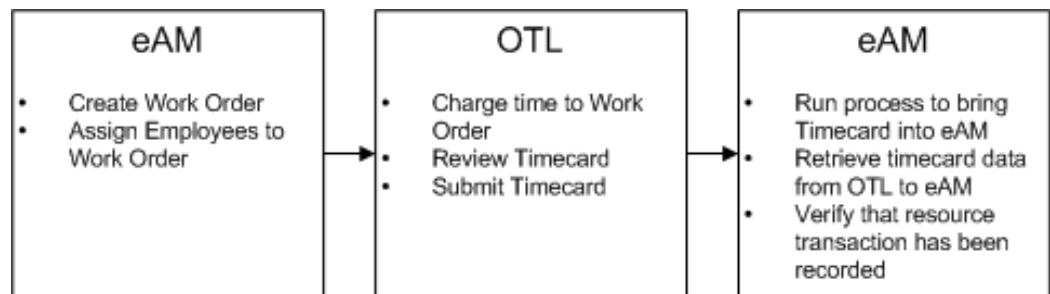 eAM
• Create Work Order
• Assign Employees to
Work Order
OTL
• Charge time to Work
Order
• Review Timecard
• Submit Timecard
eAM
• Run process to bring
Timecard into eAM
• Retrieve timecard data
from OTL to eAM
• Verify that resource
transaction has been
recorded